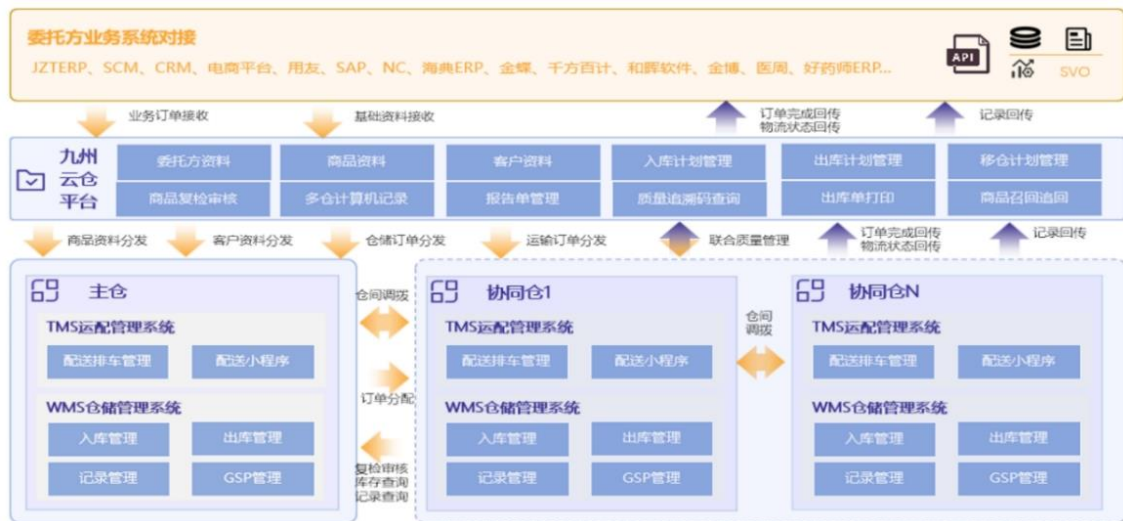 委托方业务系统对接
JZTERP、SCM、CRM、电商平台、用友、SAP、NC、海典ERP、金蝶、千方百计、和晖软件、金博、医周、好药师ERP...
API
SVO
业务订单接收
基础资料接收
订单完成回传
物流状态回传
记录回传
九州
云仓
平台
委托方资料
商品资料
客户资料
入库计划管理
出库计划管理
移仓计划管理
商品复检审核
多仓计算机记录
报告单管理
质量追溯码查询
出库单打印
商品召回追回
商品资料分发
客户资料分发
仓储订单分发
运输订单分发
联合质量管理
订单完成回传
物流状态回传
记录回传
主仓
TMS运配管理系统
配送排车管理
配送小程序
WMS仓储管理系统
入库管理
出库管理
记录管理
GSP管理
仓间调拨
订单分配
复检审核
库存查询
记录查询
协同仓1
TMS运配管理系统
配送排车管理
配送小程序
WMS仓储管理系统
入库管理
出库管理
记录管理
GSP管理
仓间
调拨
协同仓N
TMS运配管理系统
配送排车管理
配送小程序
WMS仓储管理系统
入库管理
出库管理
记录管理
GSP管理